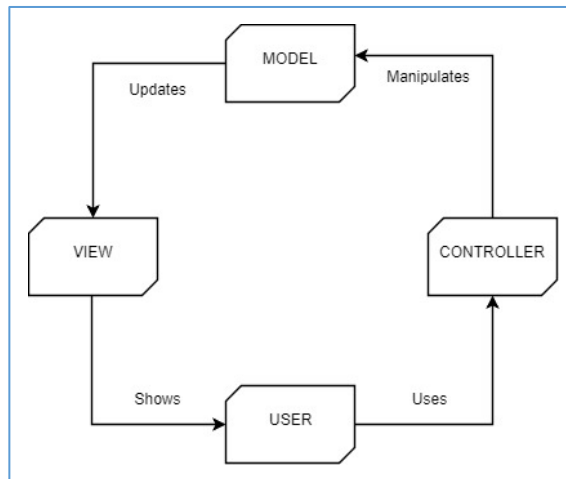 MODEL
Updates
Manipulates
VIEW
CONTROLLER
Shows
Uses
USER